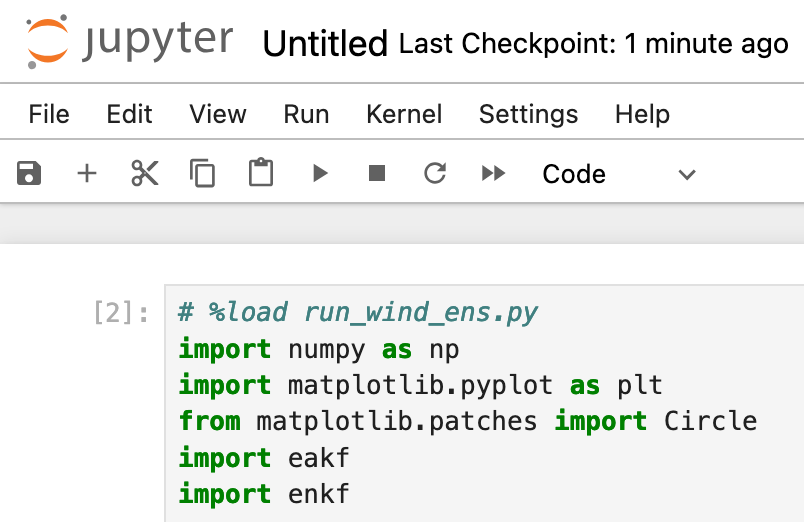 jupyter Untitled Last Checkpoint: 1 minute ago
File Edit View Run Kernel Settings Help
Code
[2]: # %load run_wind_ens.py
import numpy as np
import matplotlib.pyplot as plt
from matplotlib.patches import Circle
import eakf
import enkf